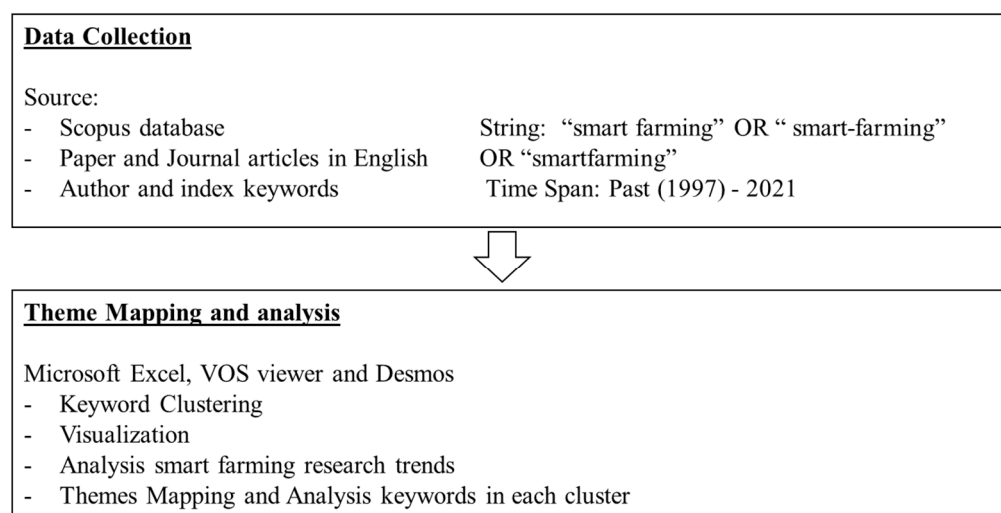 Data Collection
Source:
- Scopus database
- Paper and Journal articles in English
- Author and index keywords
String: “smart farming” OR “ smart-farming”
OR “smartfarming”
Time Span: Past (1997) - 2021
Theme Mapping and analysis
Microsoft Excel, VOS viewer and Desmos
- Keyword Clustering
- Visualization
- Analysis smart farming research trends
- Themes Mapping and Analysis keywords in each cluster